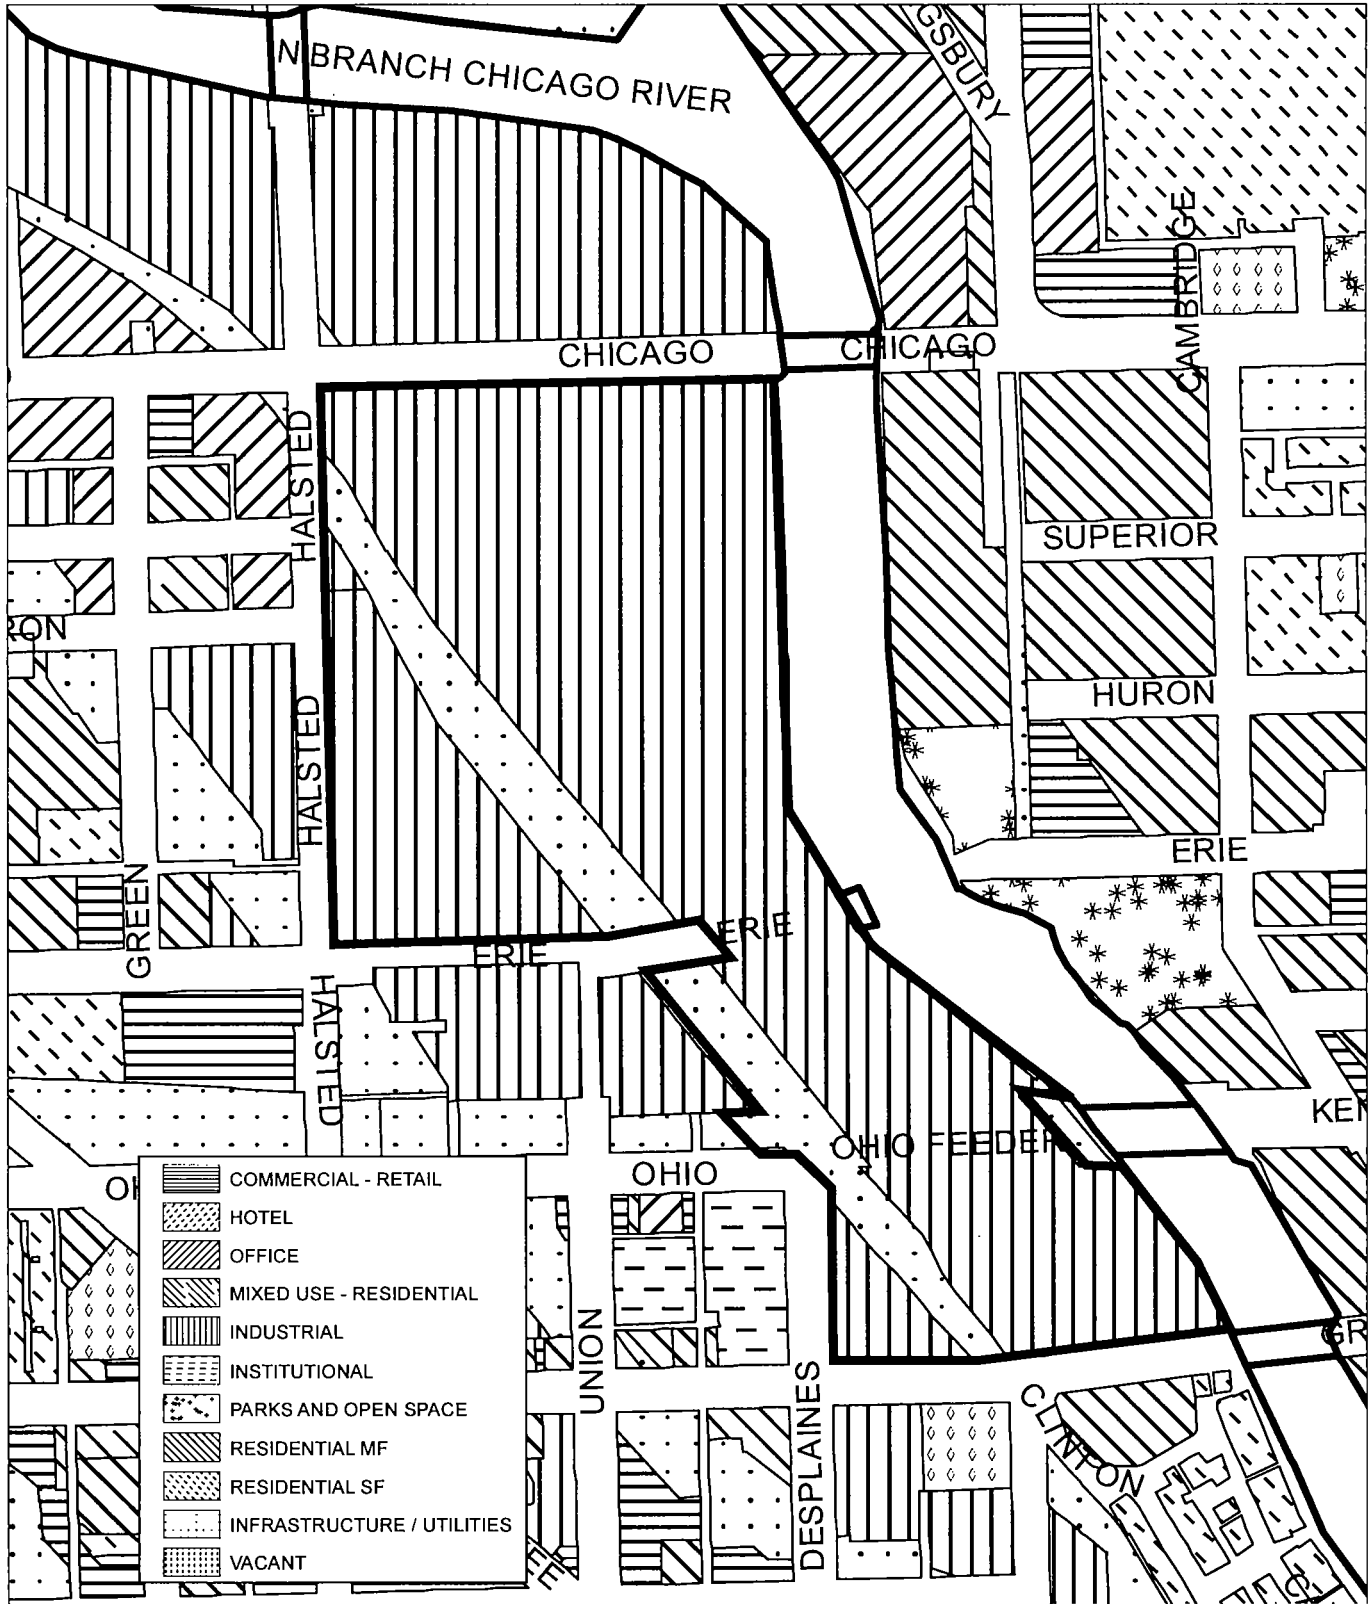 GSBURY
N BRANCH CHICAGO RIVER
CAMBRIDGE
CHICAGO
CHICAGO
HALSTED
SUPERIOR
RON
HURON
HALSTED
ERIE
GREEN
ERIE
ERIE
HALSTED
KEN
OHIO FEEDER
OHIO
OH
COMMERCIAL - RETAIL
HOTEL
OFFICE
MIXED USE - RESIDENTIAL
INDUSTRIAL
INSTITUTIONAL
PARKS AND OPEN SPACE
RESIDENTIAL MF
RESIDENTIAL SF
INFRASTRUCTURE / UTILITIES
VACANT
UNION
GR
DESPLAINES
CLINTON